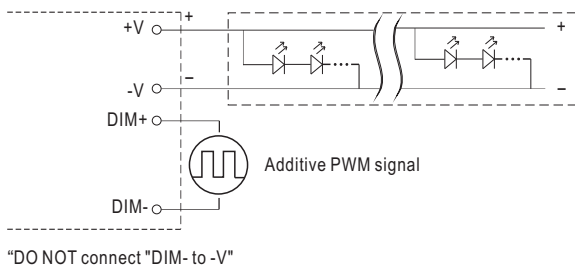 +V
+
+
-V
−
−
DIM+
Additive PWM signal
DIM-
“DO NOT connect "DIM- to -V"